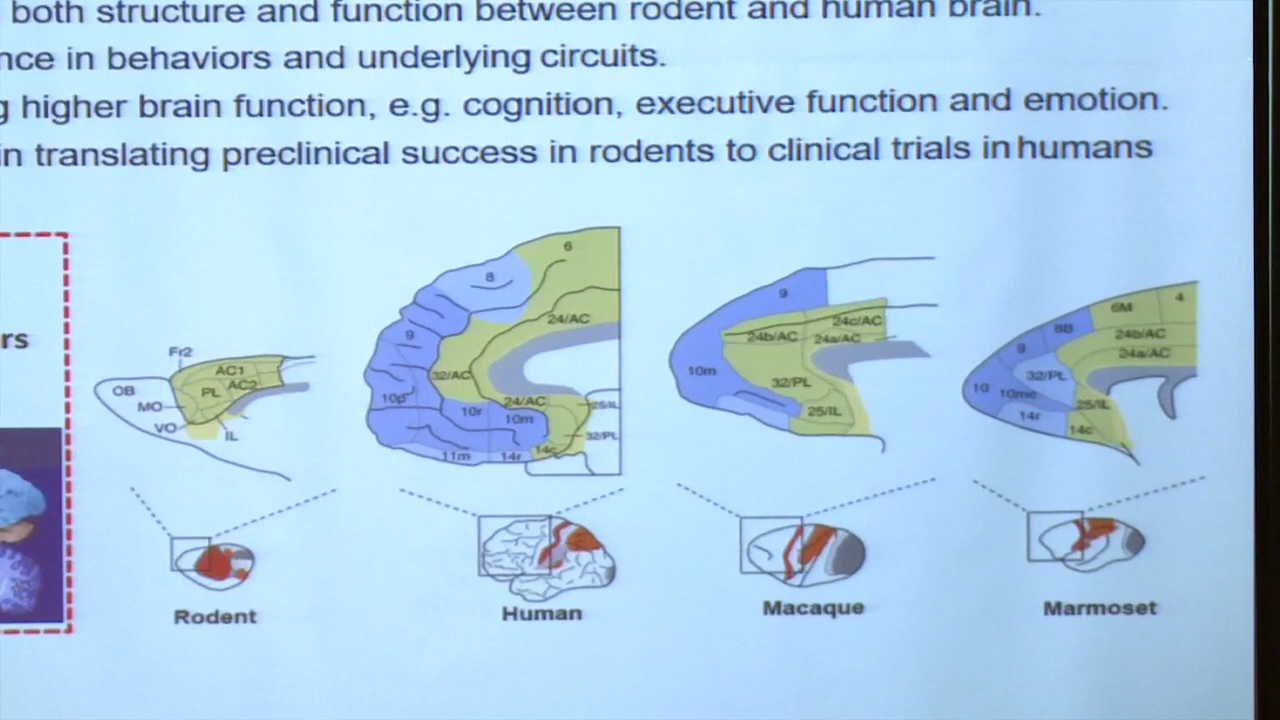 both structure and function between rodent and human brain.
nce in behaviors and underlying circuits.
g higher brain function, e.g. cognition, executive function and emotion.
in translating preclinical success in rodents to clinical trials in humans
rs
OB
Fr2
AC1
AC2
PL
MO
VO
IL
6
8
24/AC
9
32/AC
10p
10r
24/AC
10m
25/IL
32/PL
11m
14r
14c
9
24c/AC
24b/AC
24a/AC
10m
32/PL
25/IL
4
6M
8B
24b/AC
9
24a/AC
32/PL
10
10mc
25/IL
14r
14c
Rodent
Human
Macaque
Marmoset